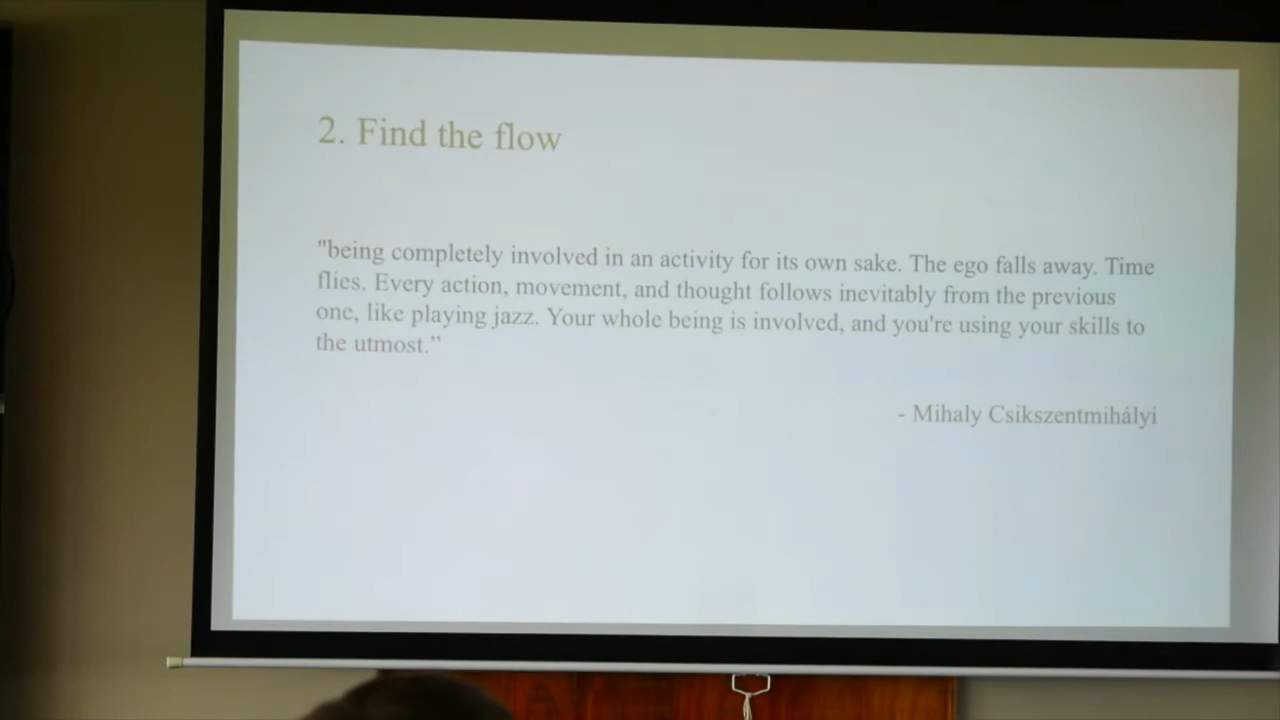 2. Find the flow
"being completely involved in an activity for its own sake. The ego falls away. Time
flies. Every action, movement, and thought follows inevitably from the previous
one, like playing jazz. Your whole being is involved, and you're using your skills to
the utmost.”
- Mihaly Csikszentmihályi